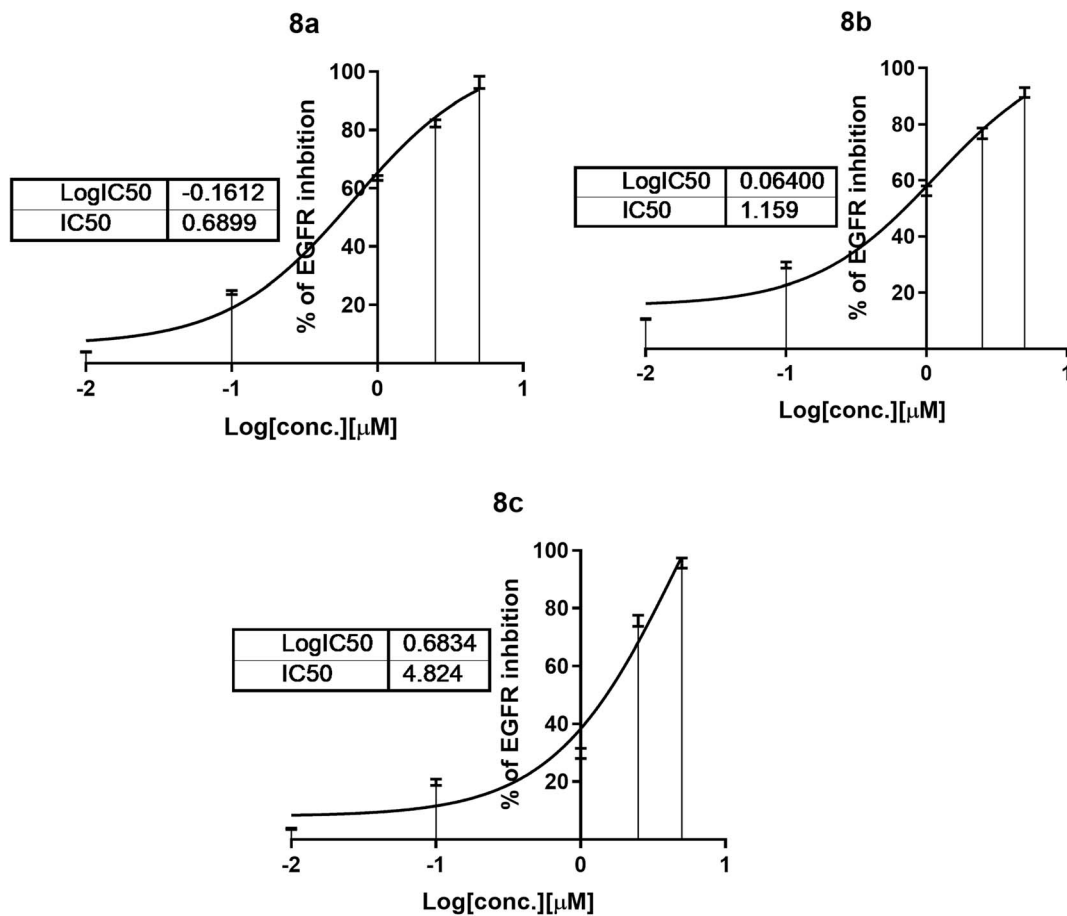 8a
% of EGFR inhbition
100
80
60
40
20
LogIC50 -0.1612
IC50 0.6899
-2 -1 0 1
Log[conc.][μM]
8b
% of EGFR inhbition
100
80
60
40
20
LogIC50 0.06400
IC50 1.159
-2 -1 0 1
Log[conc.][μM]
8c
% of EGFR inhbition
100
80
60
40
20
LogIC50 0.6834
IC50 4.824
-2 -1 0 1
Log[conc.][μM]